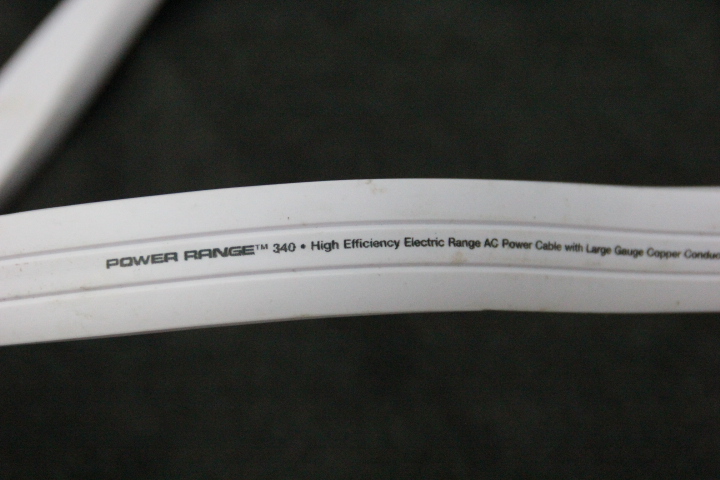 POWER RANGE™ 340 • High Efficiency Electric Range AC Power Cable with Large Gauge Copper